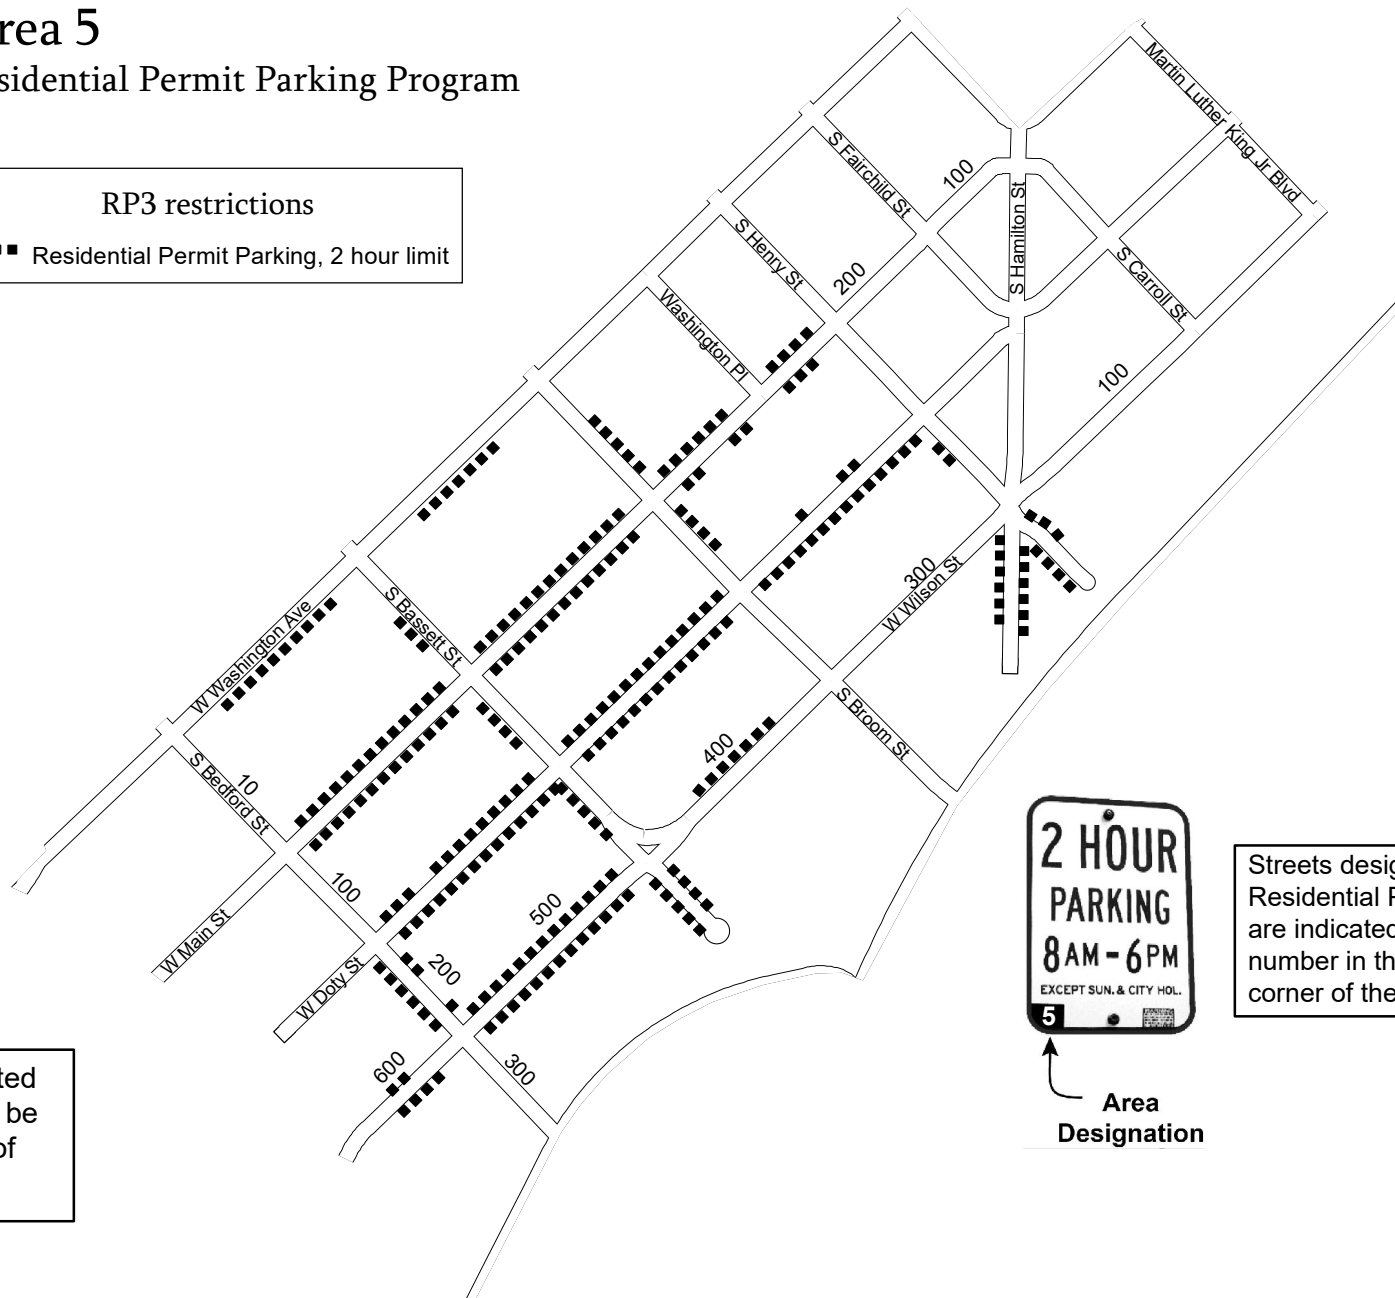 rea 5
sidential Permit Parking Program
RP3 restrictions
Residential Permit Parking, 2 hour limit
Martin Luther King Jr Blvd
S Fairchild St
100
S Hamilton St
S Henry St
200
S Carroll St
Washington Pl
100
300
W Wilson St
S Bassett St
W Washington Ave
S Broom St
400
S Bedford St
10
100
500
W Main St
200
W Doty St
600
300
2 HOUR
PARKING
8 AM - 6 PM
EXCEPT SUN. & CITY HOL.
5
Area
Designation
Streets desig
Residential P
are indicated
number in th
corner of the
ted
be
of